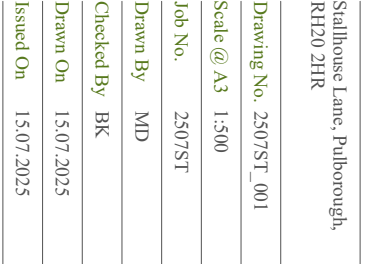 Stallhouse Lane, Pulborough,
RH20 2HR
Drawing No. 2507ST_001
Scale @ A3 1:500
Job No. 2507ST
Drawn By MD
Checked By BK
Drawn On 15.07.2025
Issued On 15.07.2025